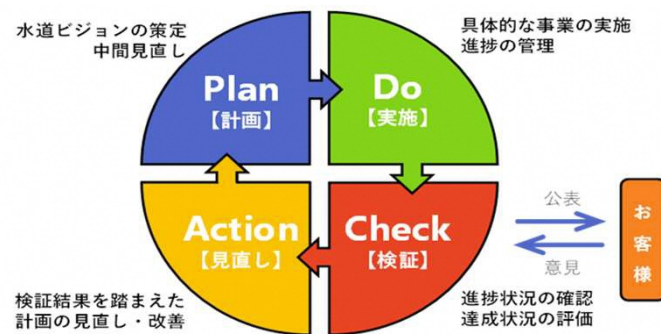 水道ビジョンの策定
中間見直し
具体的な事業の実施
進捗の管理
Plan
【計画】
Do
【実施】
Action
【見直し】
Check
【検証】
公表
意見
お客様
検証結果を踏まえた
計画の見直し・改善
進捗状況の確認
達成状況の評価